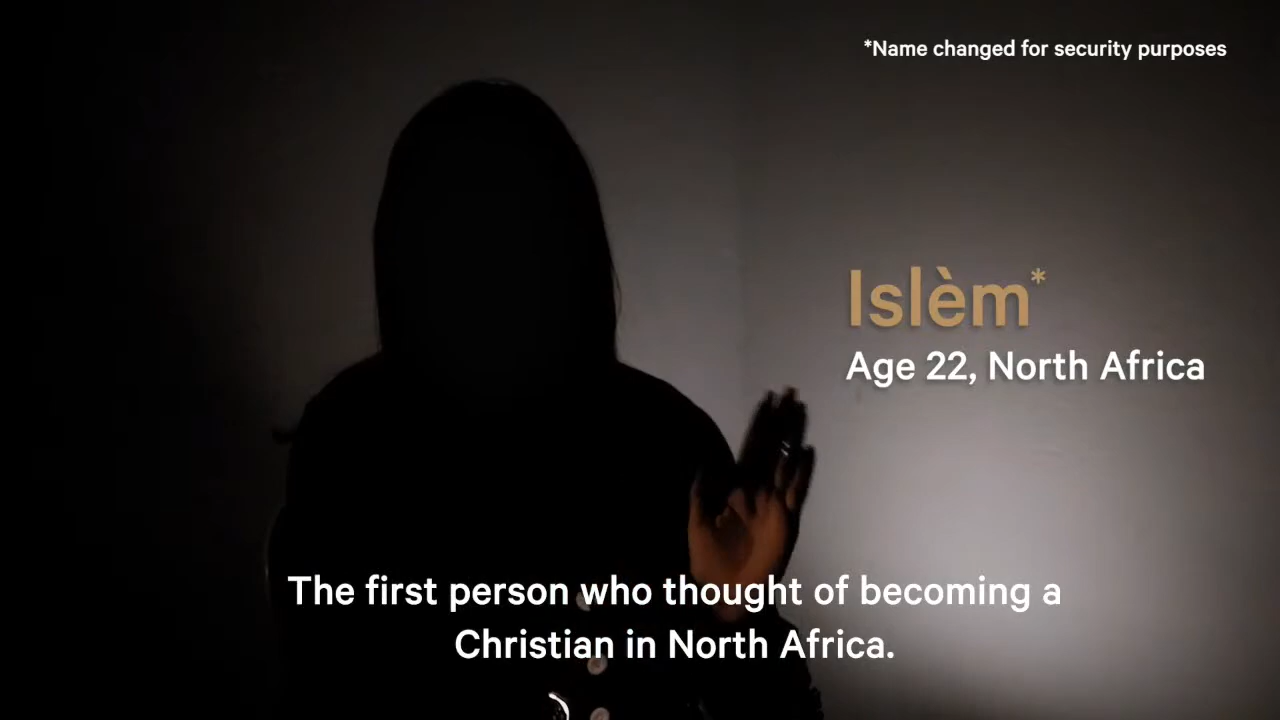 *Name changed for security purposes
Islèm*
Age 22, North Africa
The first person who thought of becoming a
Christian in North Africa.